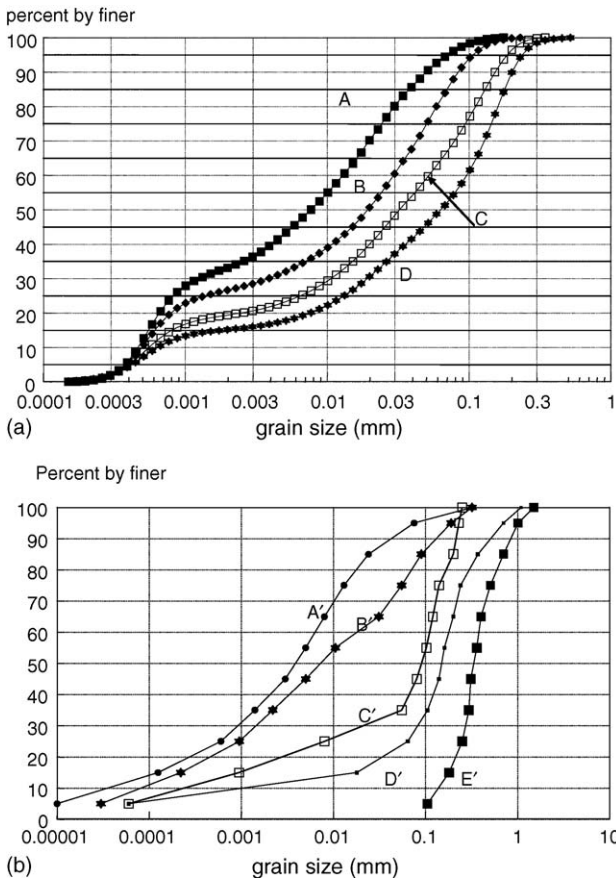 percent by finer
100
90
80
70
60
50
40
30
20
10
0
A
B
C
D
0.0001 0.0003 0.001 0.003 0.01 0.03 0.1 0.3 1
(a) grain size (mm)
Percent by finer
100
90
80
70
60
50
40
30
20
10
0
A′
B′
C′
D′ E′
0.00001 0.0001 0.001 0.01 0.1 1 10
(b) grain size (mm)